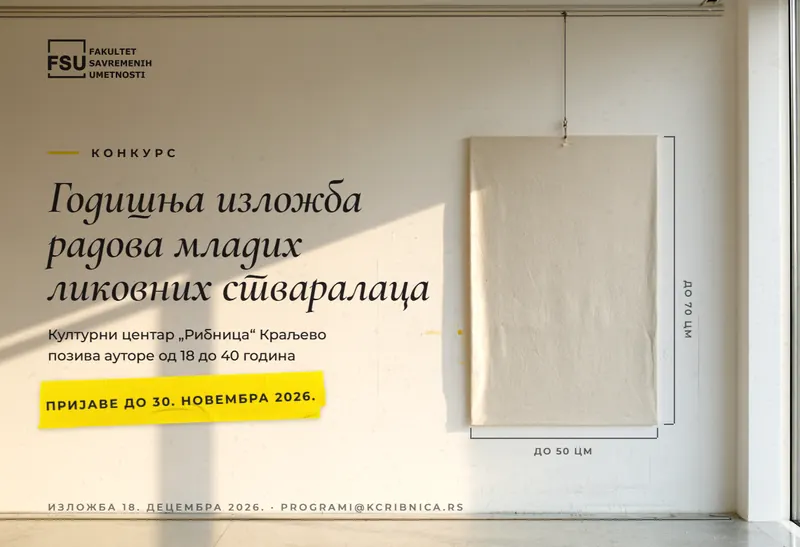 FSU FAKULTET
SAVREMENIH
UMETNOSTI
КОНКУРС
Годишња изложба
радова младих
ликовних стваралаца
Културни центар „Рибница“ Краљево
позива ауторе од 18 до 40 година
ПРИЈАВЕ ДО 30. НОВЕМБРА 2026.
ДО 70 ЦМ
ДО 50 ЦМ
ИЗЛОЖБА 18. ДЕЦЕМБРА 2026. · PROGRAMI@KCRIBNICA.RS